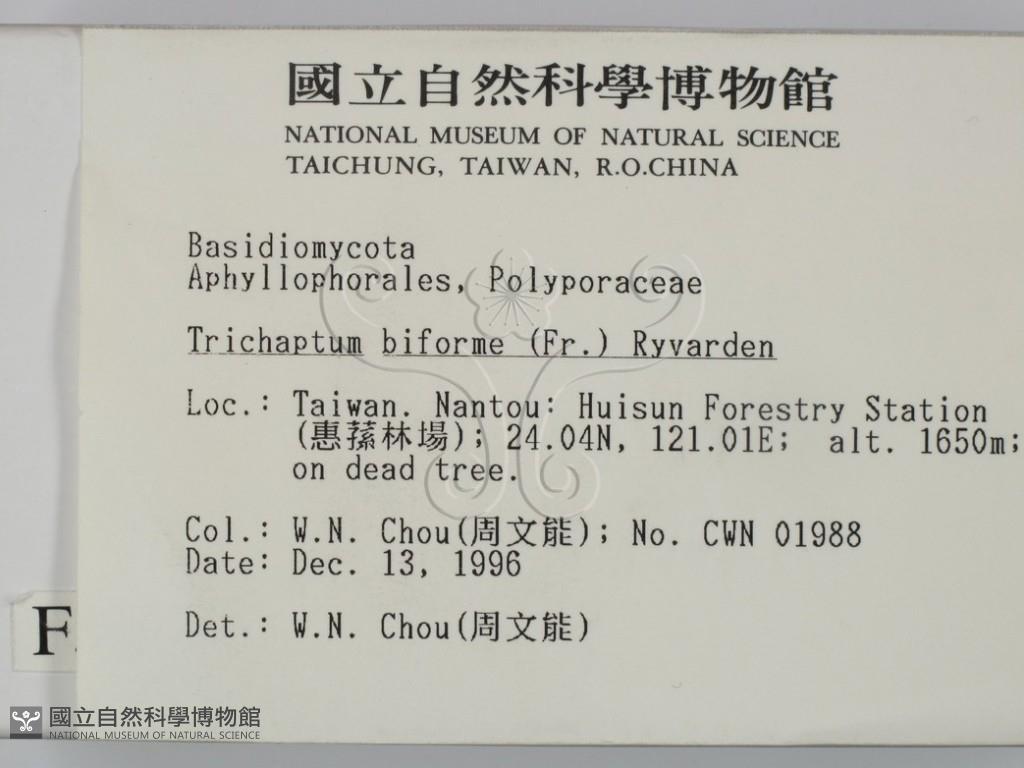 國立自然科學博物館
NATIONAL MUSEUM OF NATURAL SCIENCE
TAICHUNG, TAIWAN, R.O.CHINA
Basidiomycota
Aphyllophorales, Polyporaceae
Trichaptum biforme (Fr.) Ryvarden
Loc.: Taiwan. Nantou: Huisun Forestry Station
(惠蓀林場); 24.04N, 121.01E; alt. 1650m;
on dead tree.
Col.: W.N. Chou(周文能); No. CWN 01988
Date: Dec. 13, 1996
Det.: W.N. Chou(周文能)
F
國立自然科學博物館
NATIONAL MUSEUM OF NATURAL SCIENCE